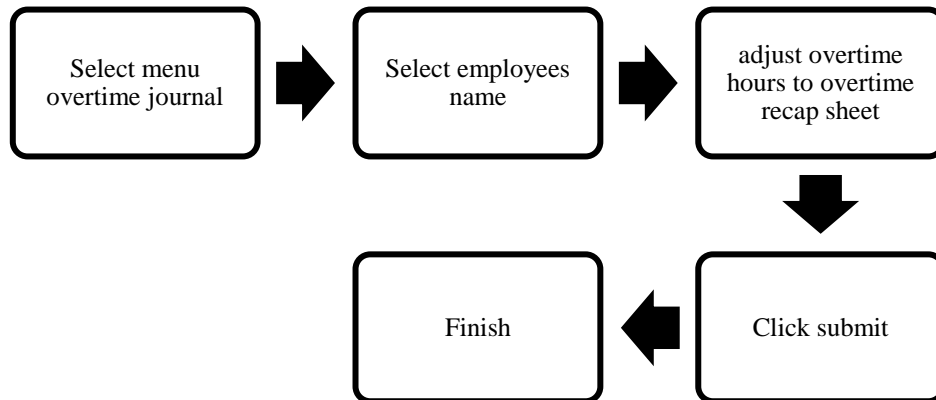 Select menu
overtime journal
Select employees
name
adjust overtime
hours to overtime
recap sheet
Click submit
Finish